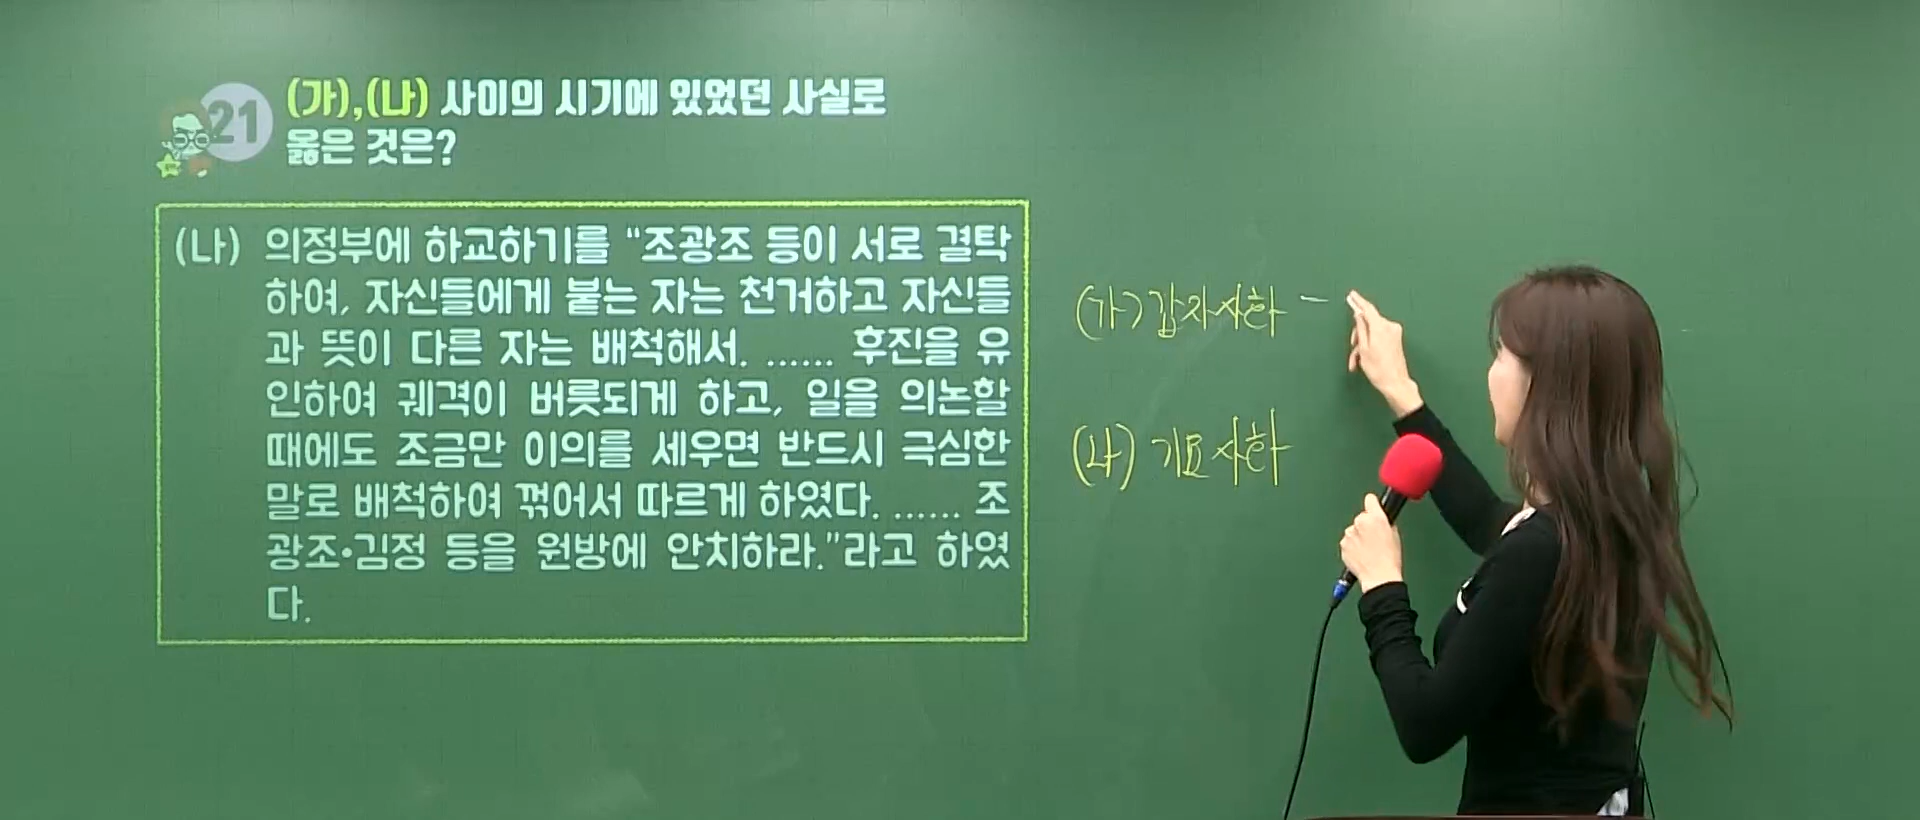 21
(가),(나) 사이의 시기에 있었던 사실로
옳은 것은?
(나) 의정부에 하교하기를 “조광조 등이 서로 결탁
하여, 자신들에게 붙는 자는 천거하고 자신들
과 뜻이 다른 자는 배척해서. …… 후진을 유
인하여 궤격이 버릇되게 하고, 일을 의논할
때에도 조금만 이의를 세우면 반드시 극심한
말로 배척하여 꺾어서 따르게 하였다. …… 조
광조•김정 등을 원방에 안치하라.”라고 하였
다.
(가) 갑자사화 -
(나) 기묘사화